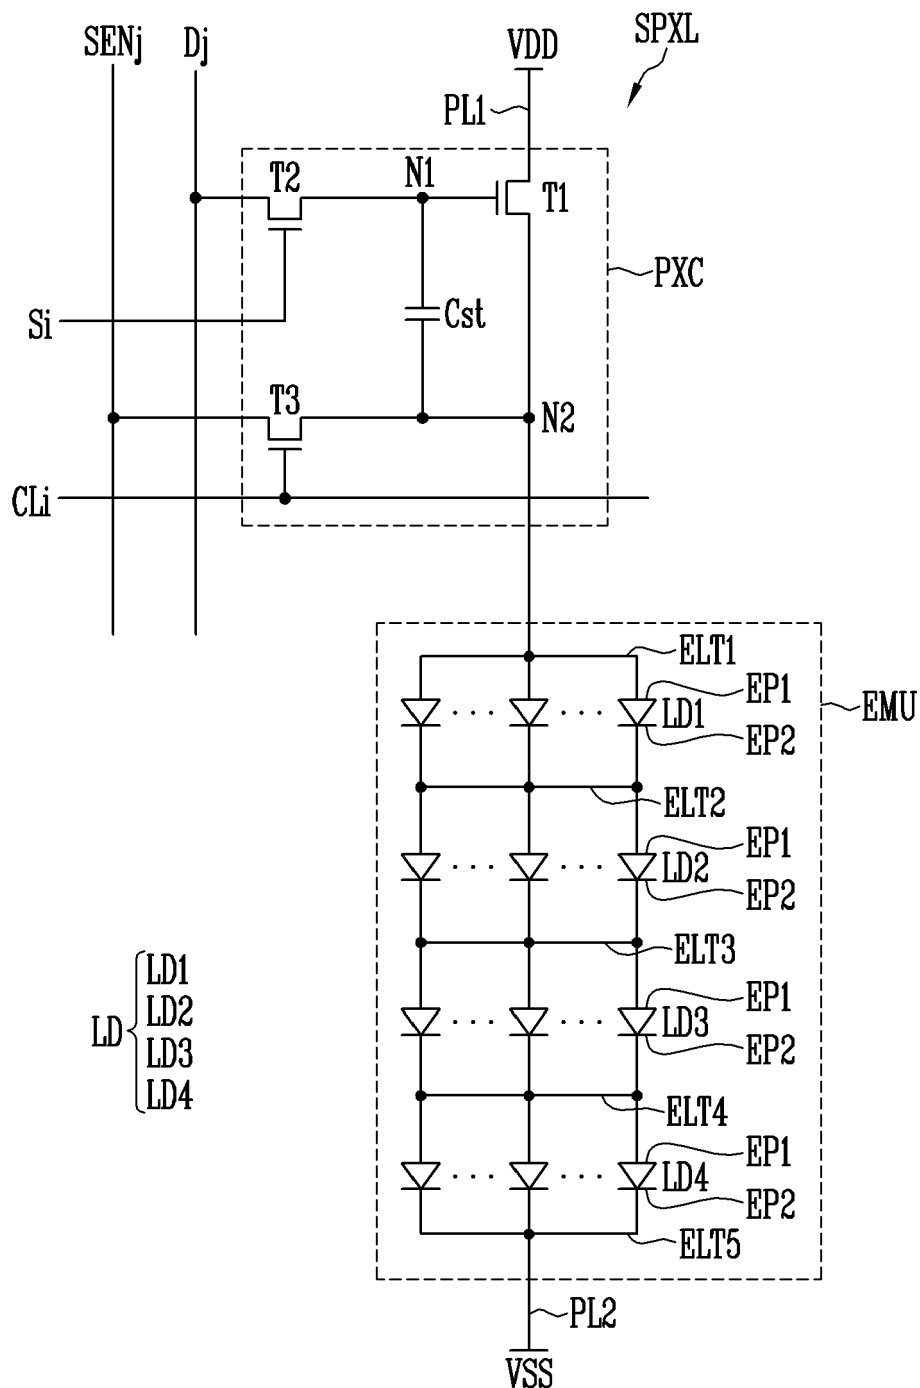 SENj
Dj
VDD
SPXL
PL1
T2
N1
T1
PXC
Si
Cst
T3
N2
CLi
ELT1
EP1
LD1
EMU
EP2
ELT2
EP1
LD2
EP2
ELT3
EP1
LD3
EP2
ELT4
EP1
LD4
EP2
ELT5
LD
LD1
LD2
LD3
LD4
PL2
VSS